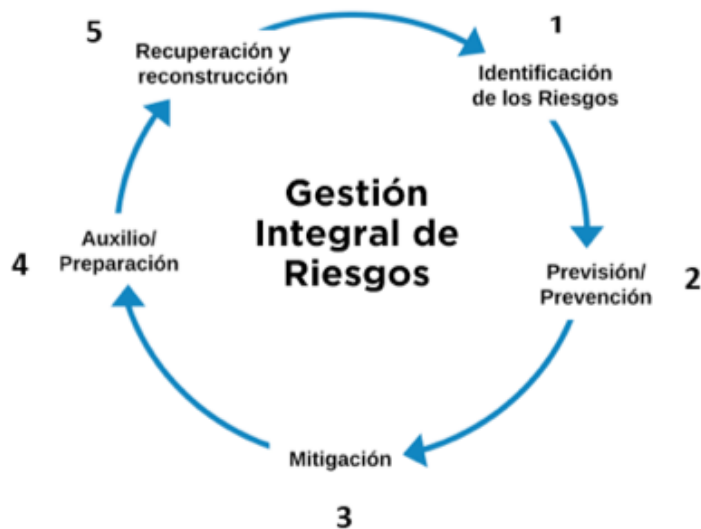 5
Recuperación y
reconstrucción
1
Identificación
de los Riesgos
Gestión
Integral de
Riesgos
4
Auxilio/
Preparación
Previsión/
Prevención
2
Mitigación
3